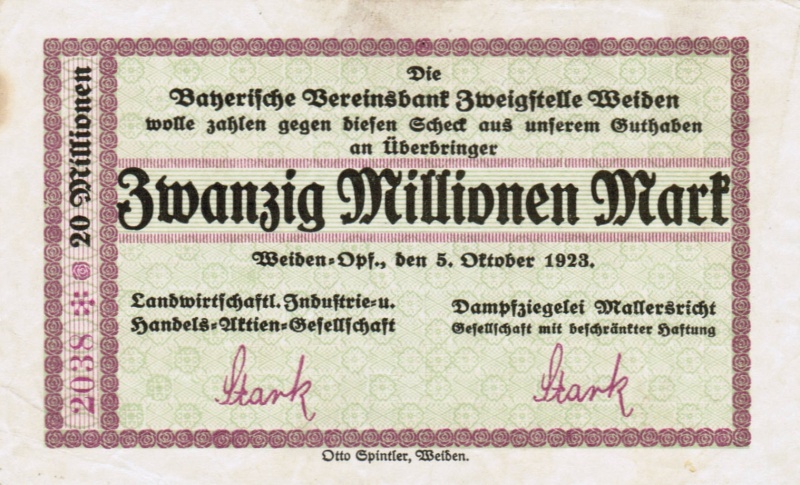 Die
Bayerische Vereinsbank Zweigstelle Weiden
wolle zahlen gegen diesen Scheck aus unserem Guthaben
an Überbringer
Zwanzig Millionen Mark
Weiden-Opf., den 5. Oktober 1923.
Landwirtschaftl. Industrie- u.
Handels-Aktien-Gesellschaft
Stark
Dampfziegelei Mallersricht
Gesellschaft mit beschränkter Haftung
Stark
2038 * 20 Millionen
Otto Spintler, Weiden.